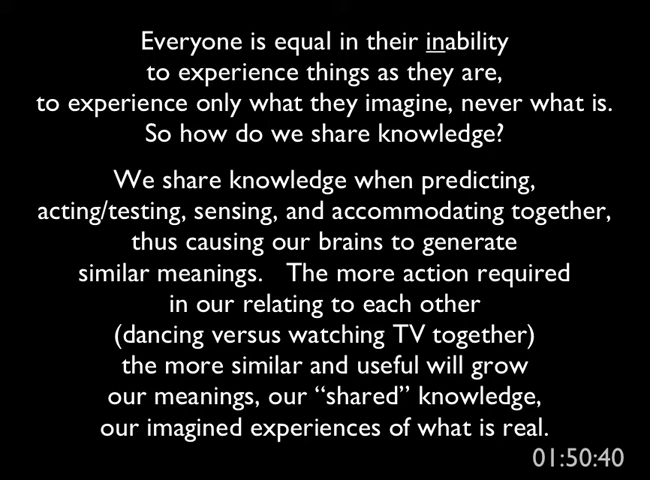 Everyone is equal in their inability
to experience things as they are,
to experience only what they imagine, never what is.
So how do we share knowledge?
We share knowledge when predicting,
acting/testing, sensing, and accommodating together,
thus causing our brains to generate
similar meanings.   The more action required
in our relating to each other
(dancing versus watching TV together)
the more similar and useful will grow
our meanings, our “shared” knowledge,
our imagined experiences of what is real.
01:50:40